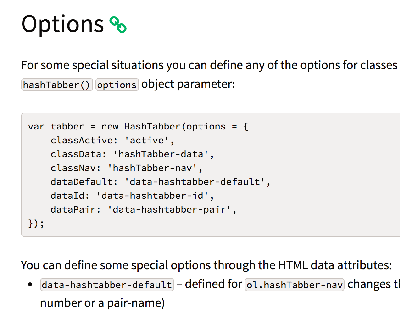 Options
For some special situations you can define any of the options for classes
hashTabber() options object parameter:
var tabber = new HashTabber(options = {
classActive: 'active',
classData: 'hashTabber-data',
classNav: 'hashTabber-nav',
dataDefault: 'data-hashtabber-default',
dataId: 'data-hashtabber-id',
dataPair: 'data-hashtabber-pair',
});
You can define some special options through the HTML data attributes:
• data-hashtabber-default – defined for ol.hashTabber-nav changes
number or a pair-name)